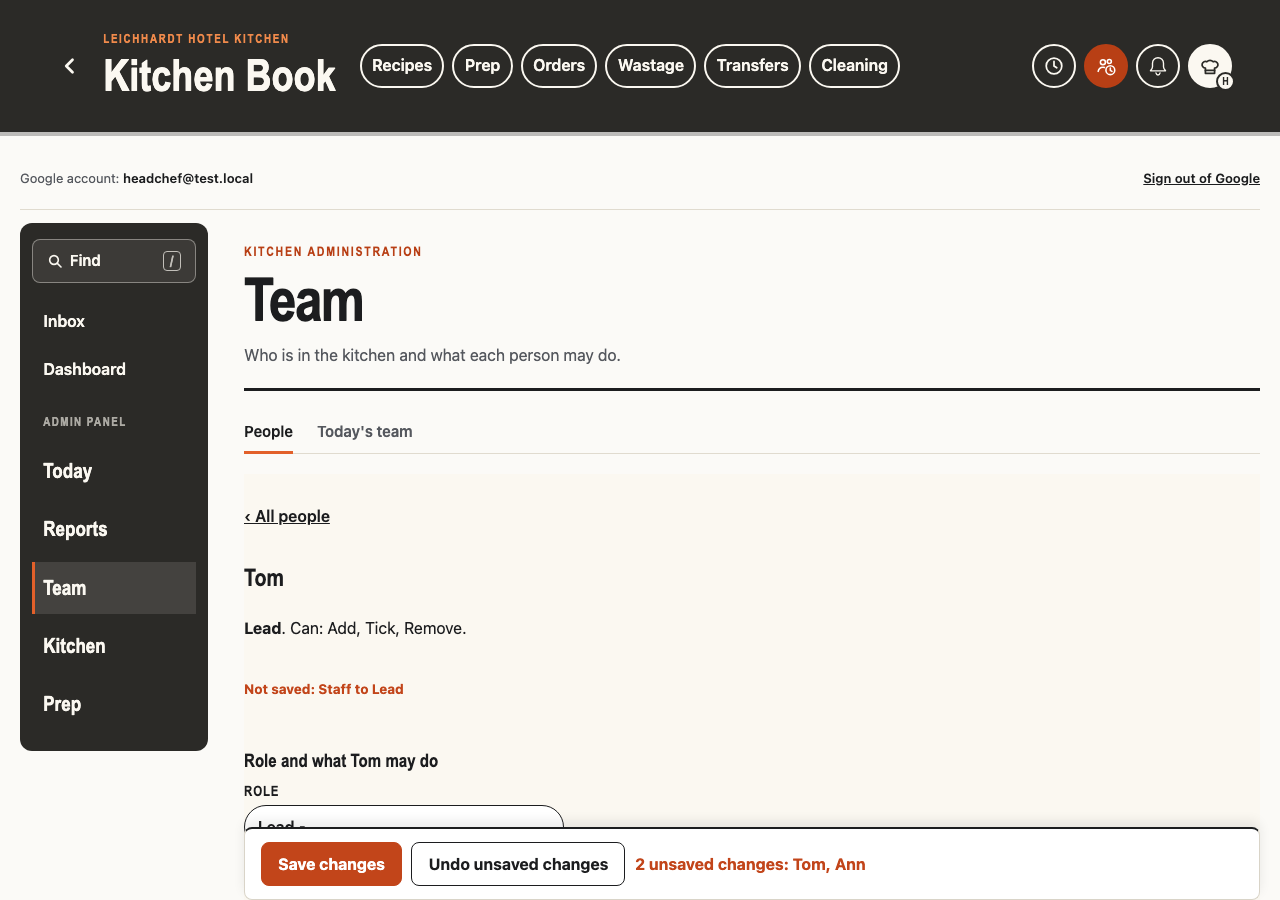 LEICHHARDT HOTEL KITCHEN
Kitchen Book
Recipes Prep Orders Wastage Transfers Cleaning
H
Google account: headchef@test.local
Sign out of Google
Find /
Inbox
Dashboard
ADMIN PANEL
Today
Reports
Team
Kitchen
Prep
KITCHEN ADMINISTRATION
Team
Who is in the kitchen and what each person may do.
People Today's team
‹ All people
Tom
Lead. Can: Add, Tick, Remove.
Not saved: Staff to Lead
Role and what Tom may do
ROLE
Lead
Save changes Undo unsaved changes 2 unsaved changes: Tom, Ann